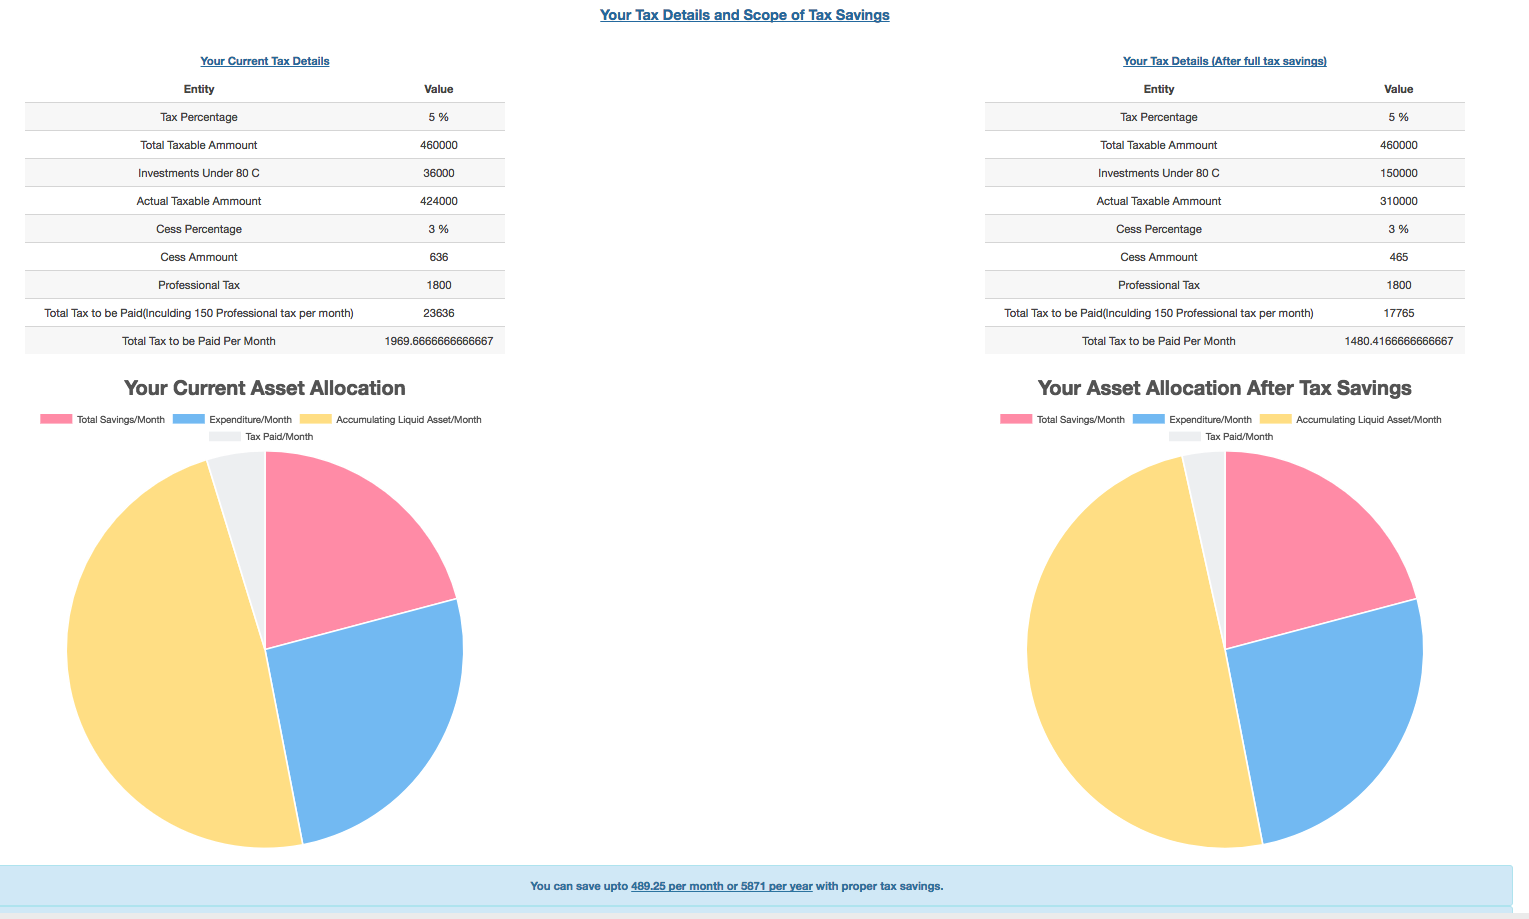 Your Tax Details and Scope of Tax Savings
Your Current Tax Details
Entity Value
Tax Percentage 5 %
Total Taxable Ammount 460000
Investments Under 80 C 36000
Actual Taxable Ammount 424000
Cess Percentage 3 %
Cess Ammount 636
Professional Tax 1800
Total Tax to be Paid(Inculding 150 Professional tax per month) 23636
Total Tax to be Paid Per Month 1969.6666666666667
Your Current Asset Allocation
Total Savings/Month Expenditure/Month Accumulating Liquid Asset/Month
Tax Paid/Month
Your Tax Details (After full tax savings)
Entity Value
Tax Percentage 5 %
Total Taxable Amount 460000
Investments Under 80 C 150000
Actual Taxable Ammount 310000
Cess Percentage 3 %
Cess Ammount 465
Professional Tax 1800
Total Tax to be Paid(Inculding 150 Professional tax per month) 17765
Total Tax to be Paid Per Month 1480.4166666666667
Your Asset Allocation After Tax Savings
Total Savings/Month Expenditure/Month Accumulating Liquid Asset/Month
Tax Paid/Month
You can save upto 489.25 per month or 5871 per year with proper tax savings.